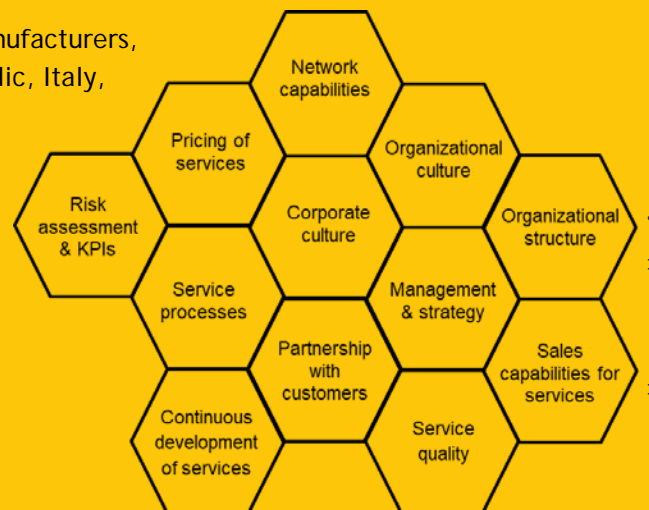 nufacturers,
lic, Italy,
Network
capabilities
Pricing of
services
Organizational
culture
Risk
assessment
& KPIs
Corporate
culture
Organizational
structure
Service
processes
Management
& strategy
Partnership
with
customers
Sales
capabilities for
services
Continuous
development
of services
Service
quality